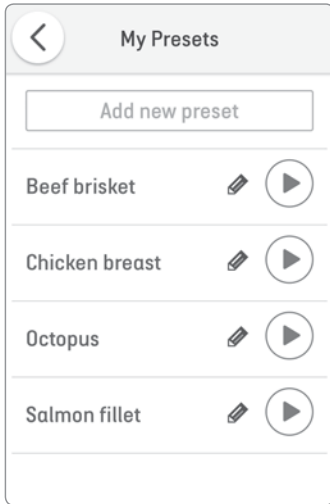 My Presets
Add new preset
Beef brisket
Chicken breast
Octopus
Salmon fillet